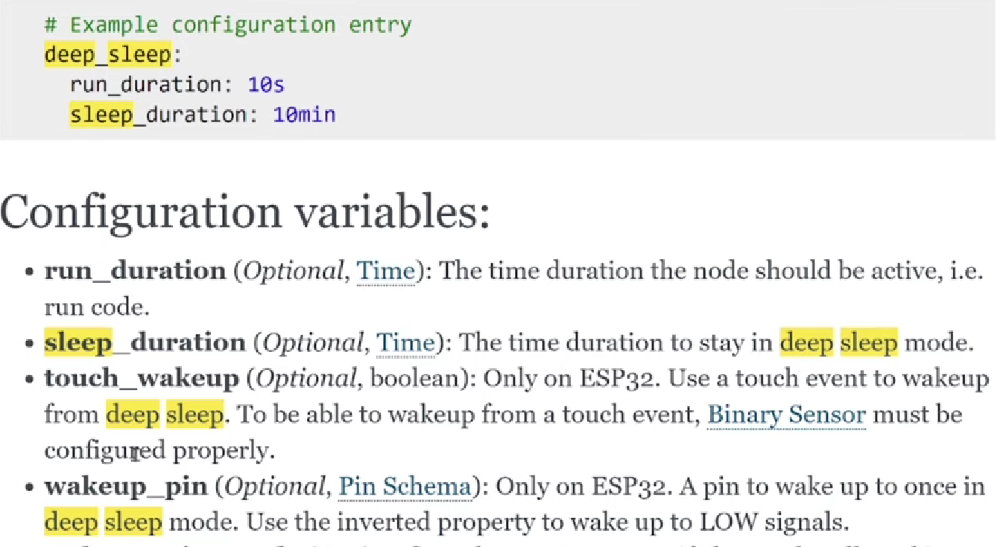 # Example configuration entry
deep_sleep:
run_duration: 10s
sleep_duration: 10min
Configuration variables:
• run_duration (Optional, Time): The time duration the node should be active, i.e.
run code.
• sleep_duration (Optional, Time): The time duration to stay in deep sleep mode.
• touch_wakeup (Optional, boolean): Only on ESP32. Use a touch event to wakeup
from deep sleep. To be able to wakeup from a touch event, Binary Sensor must be
configured properly.
• wakeup_pin (Optional, Pin Schema): Only on ESP32. A pin to wake up to once in
deep sleep mode. Use the inverted property to wake up to LOW signals.